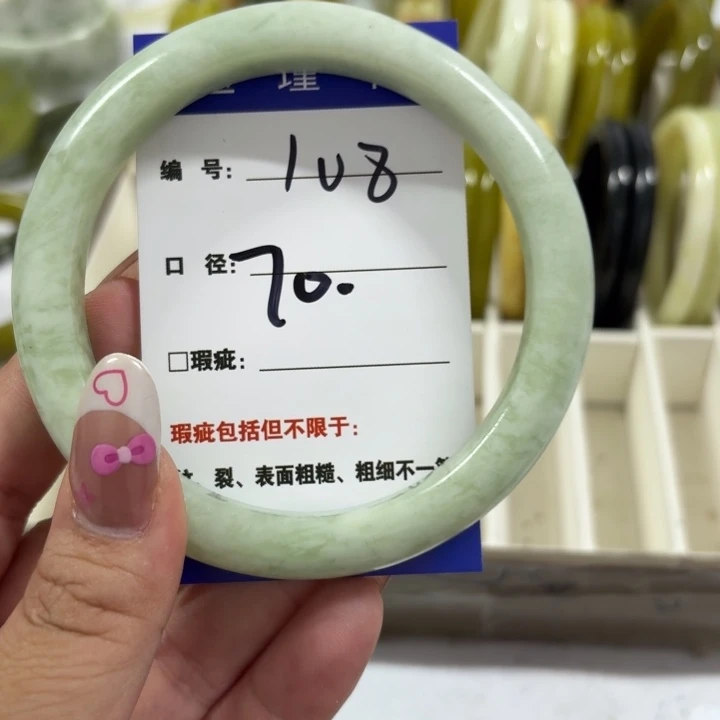 理
编 号: 108
口 径: 70.
□瑕疵:
瑕疵包括但不限于:
裂、表面粗糙、粗细不一